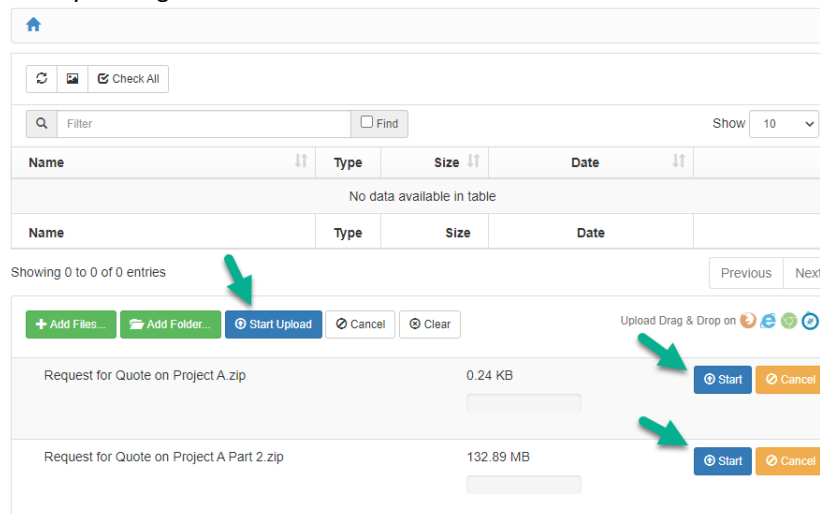 Check All
Filter Find Show 10
Name Type Size Date
No data available in table
Name Type Size Date
Showing 0 to 0 of 0 entries Previous Next
Add Files... Add Folder... Start Upload Cancel Clear Upload Drag & Drop on
Request for Quote on Project A.zip 0.24 KB Start Cancel
Request for Quote on Project A Part 2.zip 132.89 MB Start Cancel